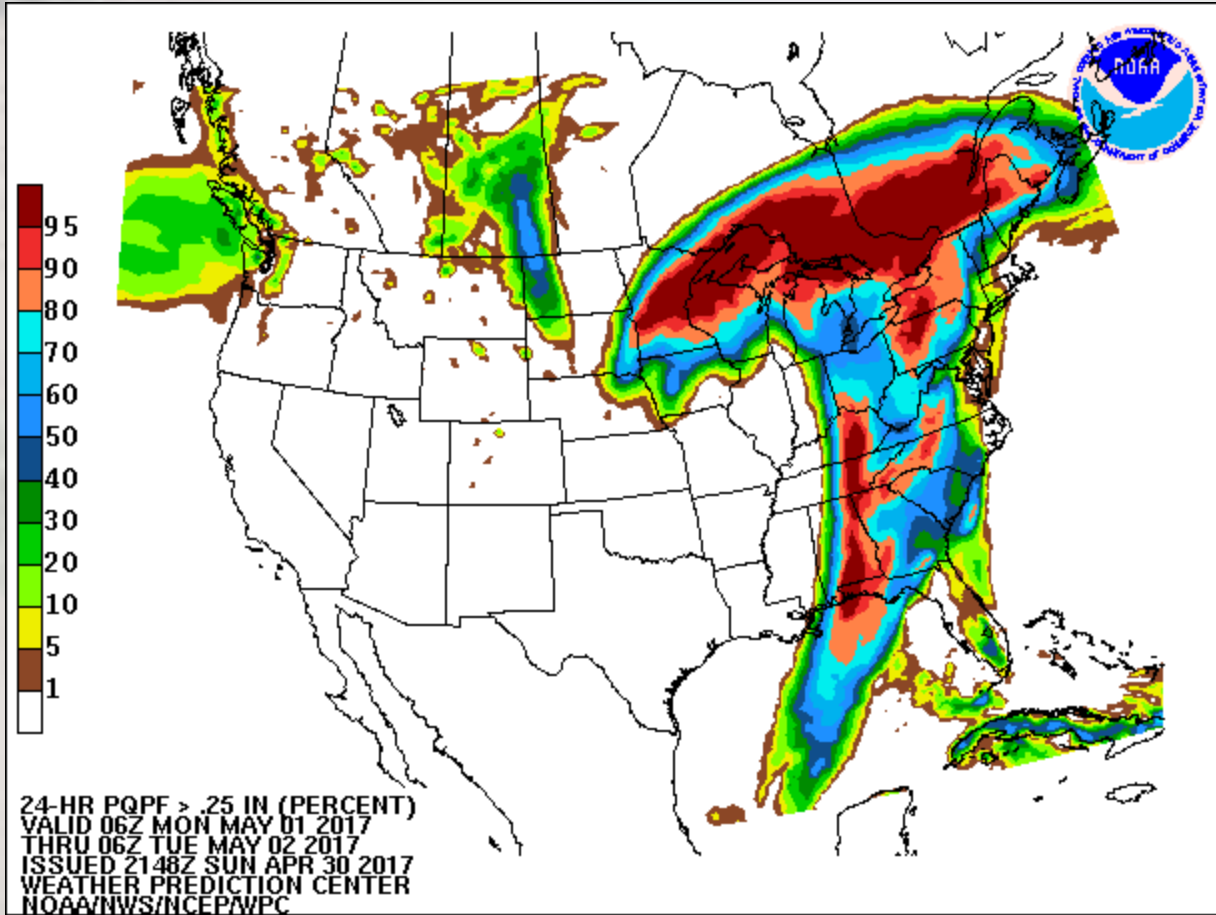 NOAA
95
90
80
70
60
50
40
30
20
10
5
1
24-HR PQPF > .25 IN (PERCENT)
VALID 06Z MON MAY 01 2017
THRU 06Z TUE MAY 02 2017
ISSUED 2148Z SUN APR 30 2017
WEATHER PREDICTION CENTER
NOAA/NWS/NCEP/WPC